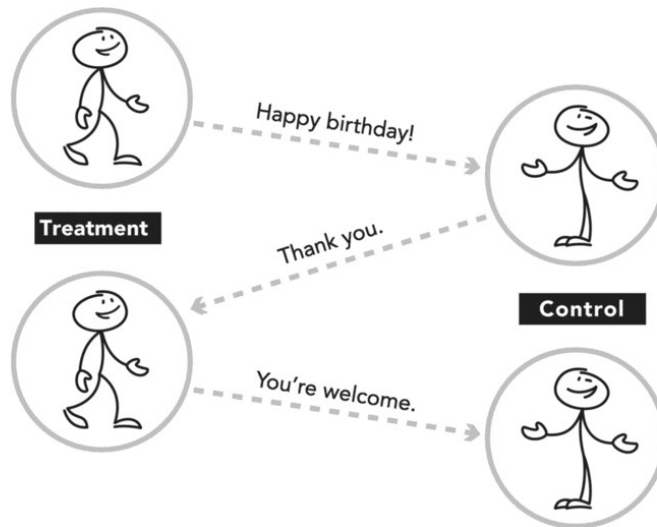 Happy birthday!
Treatment
Thank you.
Control
You're welcome.